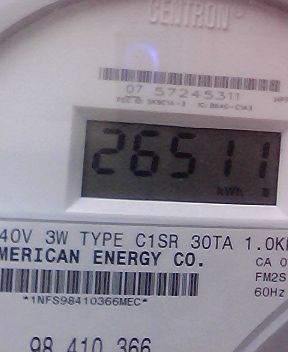 CENTRON®
07 57245311
26511
kWh
40V 3W TYPE C1SR 30TA 1.0K
MERICAN ENERGY CO.
CA 0
FM2S
60Hz
*1NFS98410366MEC*
98 410 366